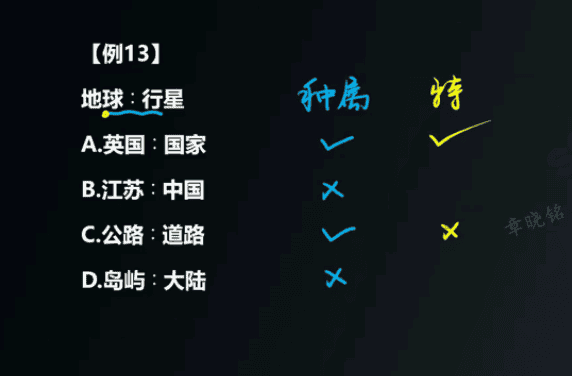 【例13】
地球:行星 种属 特
A.英国:国家 ✓ ✓
B.江苏:中国 ×
C.公路:道路 ✓ ×
D.岛屿:大陆 ×
章晓铭